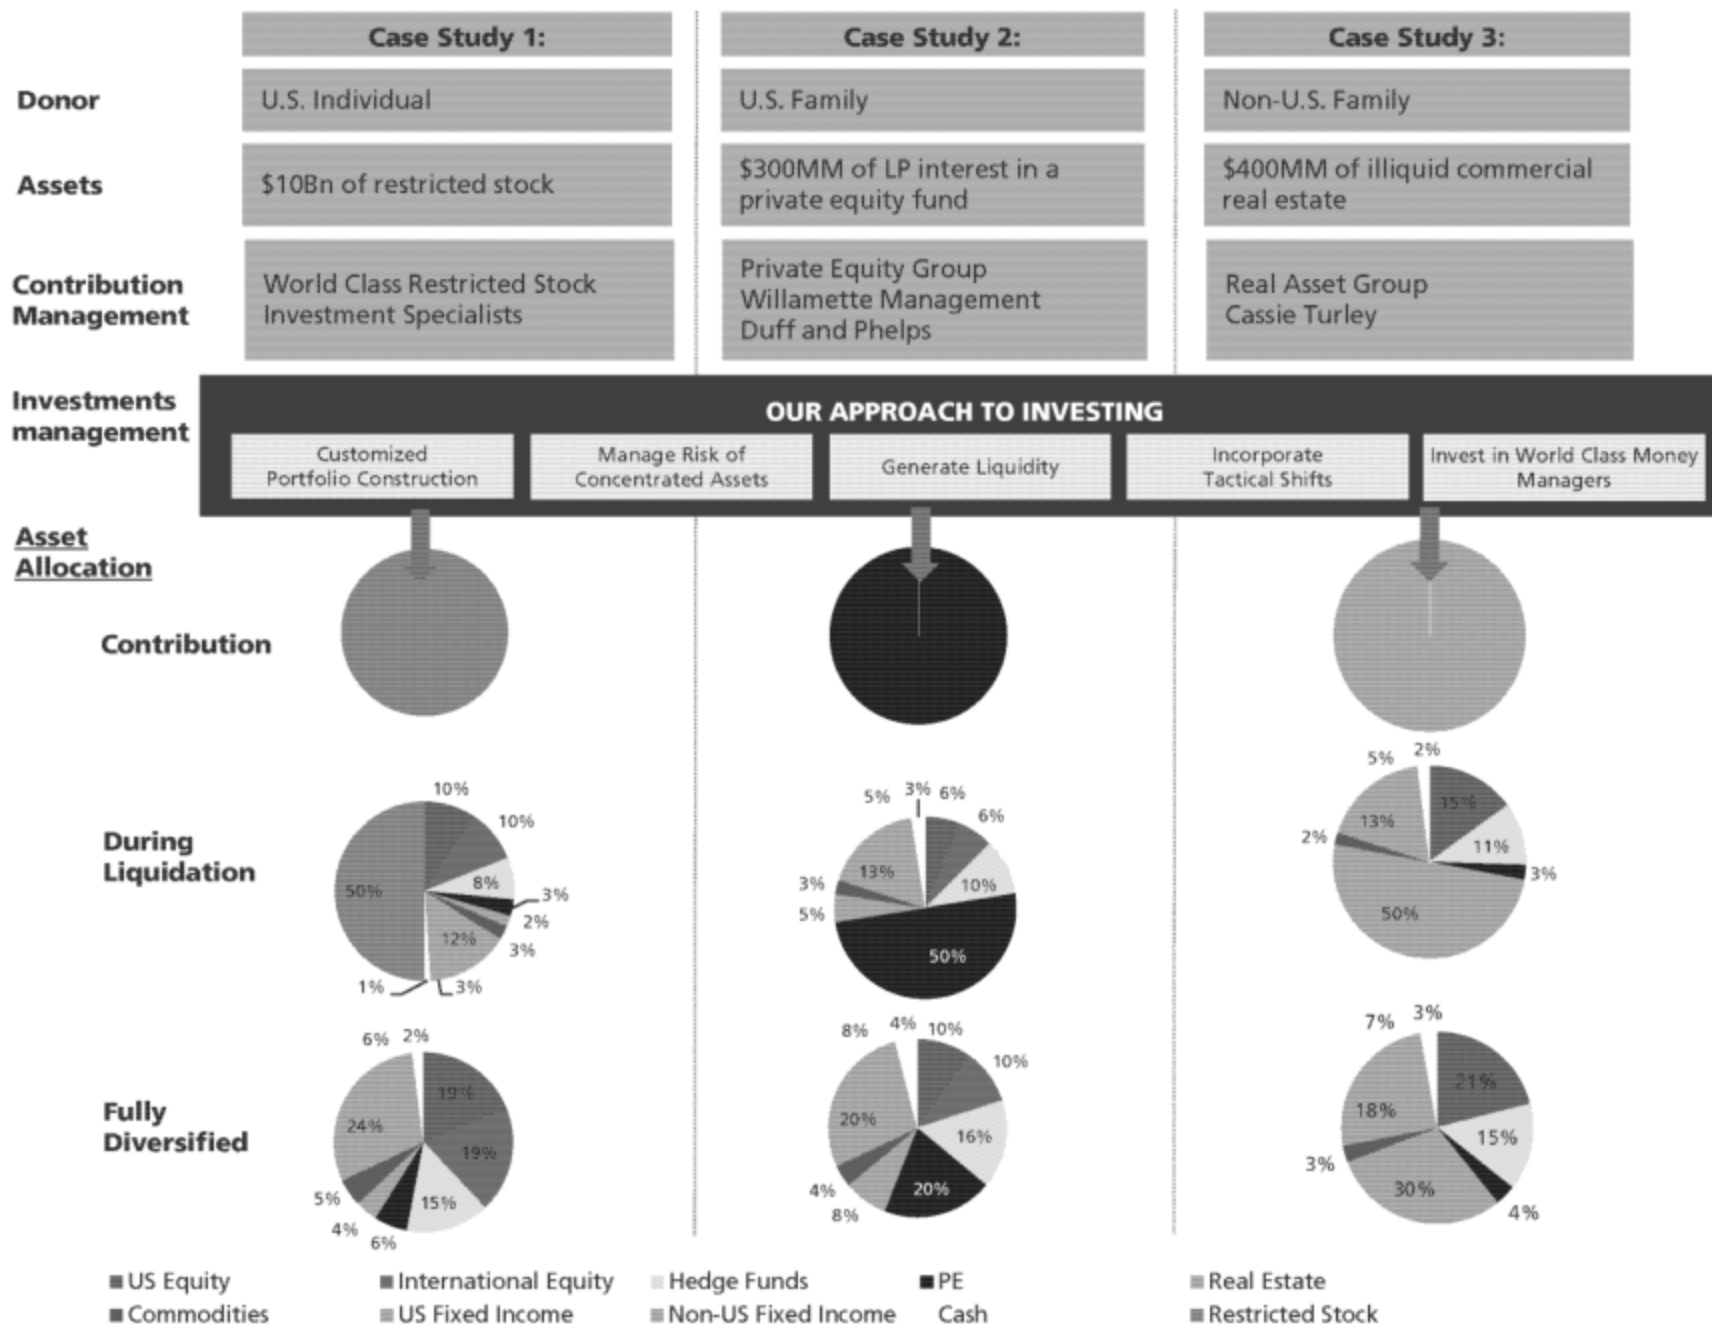 Case Study 1:
Case Study 2:
Case Study 3:
Donor
U.S. Individual
U.S. Family
Non-U.S. Family
Assets
$10Bn of restricted stock
$300MM of LP interest in a
private equity fund
$400MM of illiquid commercial
real estate
Contribution
Management
World Class Restricted Stock
Investment Specialists
Private Equity Group
Willamette Management
Duff and Phelps
Real Asset Group
Cassie Turley
Investments
management
OUR APPROACH TO INVESTING
Customized
Portfolio Construction
Manage Risk of
Concentrated Assets
Generate Liquidity
Incorporate
Tactical Shifts
Invest in World Class Money
Managers
Asset
Allocation
Contribution
During
Liquidation
10%
10%
8%
3%
2%
3%
12%
3%
1%
50%
5%
3%
6%
6%
10%
50%
5%
3%
13%
5%
2%
15%
11%
3%
50%
2%
13%
Fully
Diversified
6%
2%
19%
19%
15%
6%
4%
5%
24%
8%
4%
10%
10%
16%
20%
8%
4%
20%
7%
3%
21%
15%
4%
30%
3%
18%
US Equity
International Equity
Hedge Funds
PE
Real Estate
Commodities
US Fixed Income
Non-US Fixed Income
Cash
Restricted Stock